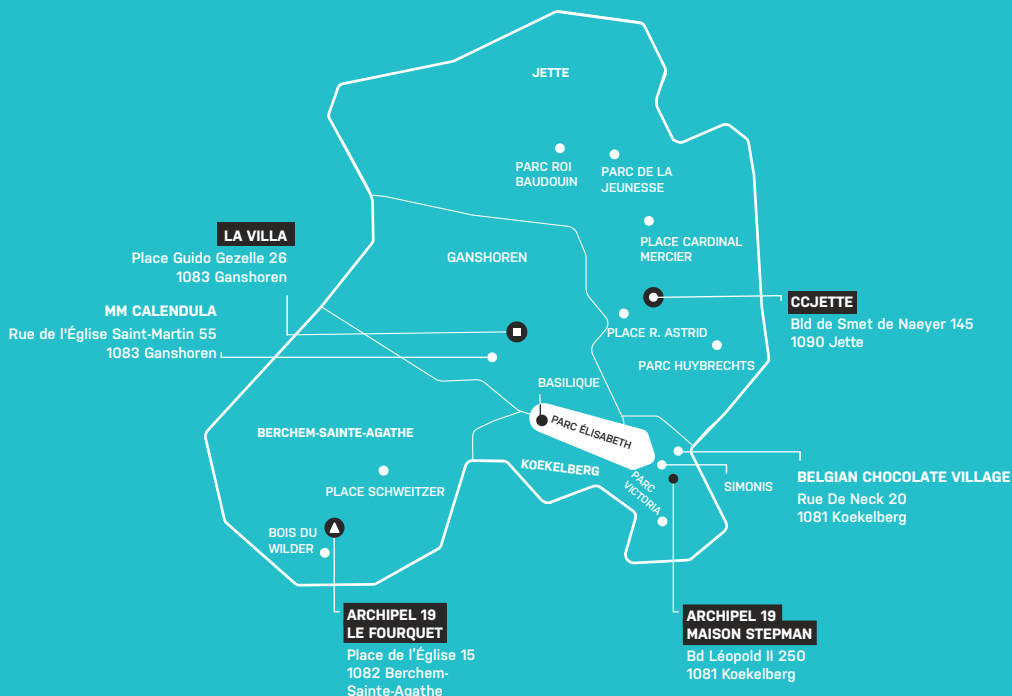 JETTE
PARC ROI
BAUDOUIN
PARC DE LA
JEUNESSE
PLACE CARDINAL
MERCIER
LA VILLA
Place Guido Gezelle 26
1083 Ganshoren
GANSHOREN
MM CALENDULA
Rue de l'Église Saint-Martin 55
1083 Ganshoren
CCJETTE
Bld de Smet de Naeyer 145
1090 Jette
PLACE R. ASTRID
PARC HUYBRECHTS
BASILIQUE
PARC ÉLISABETH
BERCHEM-SAINTE-AGATHE
KOEKELBERG
PARC
VICTORIA
SIMONIS
BELGIAN CHOCOLATE VILLAGE
Rue De Neck 20
1081 Koekelberg
PLACE SCHWEITZER
BOIS DU
WILDER
ARCHIPEL 19
LE FOURQUET
Place de l'Église 15
1082 Berchem-
Sainte-Agathe
ARCHIPEL 19
MAISON STEPMAN
Bd Léopold II 250
1081 Koekelberg